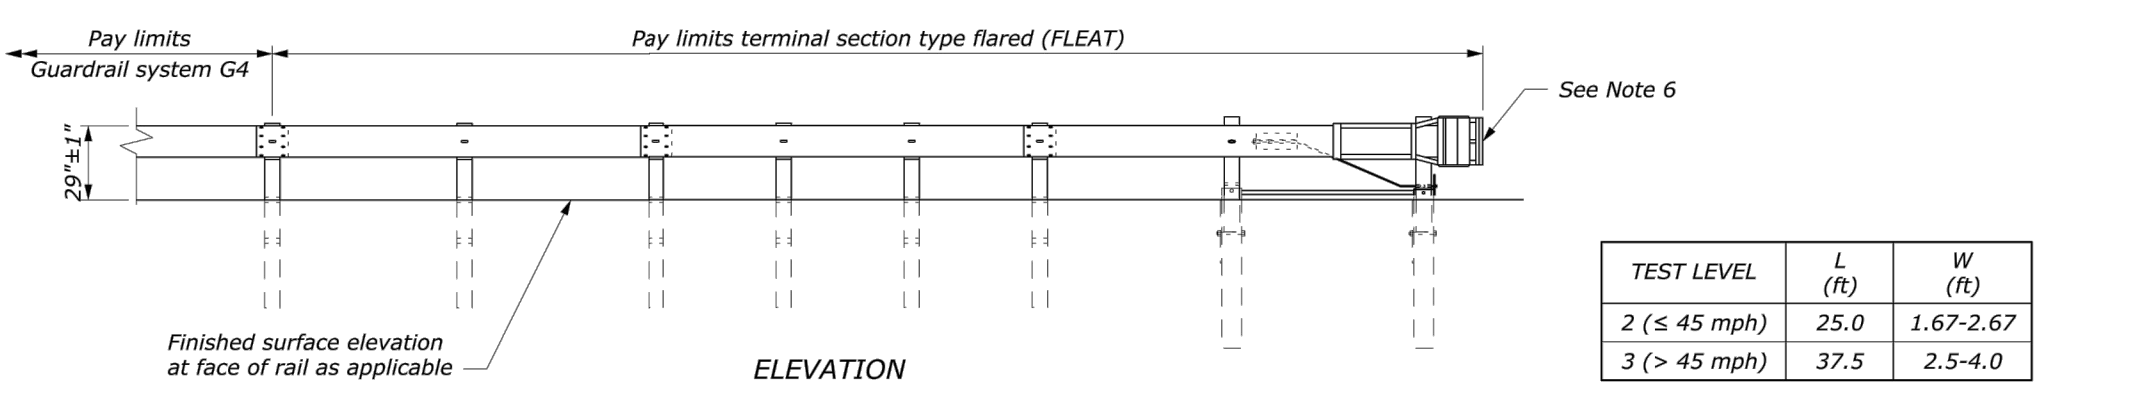 Pay limits
Guardrail system G4
Pay limits terminal section type flared (FLEAT)
See Note 6
29"±1"
Finished surface elevation
at face of rail as applicable
ELEVATION
TEST LEVEL L (ft) W (ft)
2 (≤ 45 mph) 25.0 1.67-2.67
3 (> 45 mph) 37.5 2.5-4.0